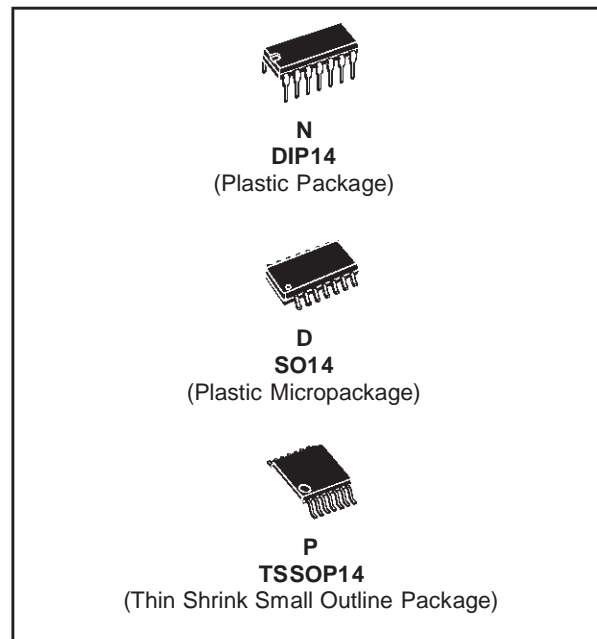 N
DIP14
(Plastic Package)
D
SO14
(Plastic Micropackage)
P
TSSOP14
(Thin Shrink Small Outline Package)